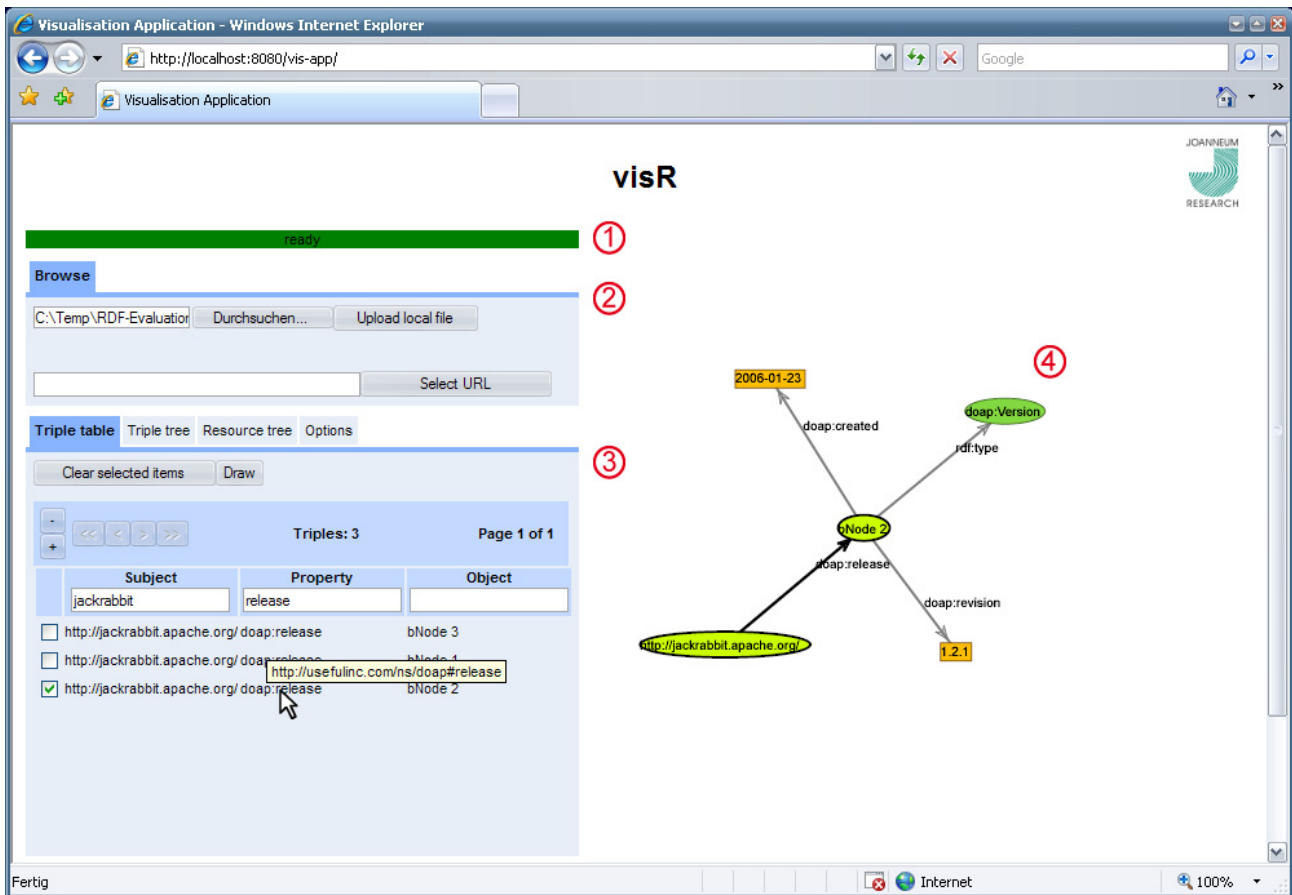 Visualisation Application - Windows Internet Explorer
http://localhost:8080/vis-app/
Google
Visualisation Application
visR
JOANNEUM
RESEARCH
ready
1
Browse
2
C:\Temp\RDF-Evaluation Durchsuchen... Upload local file
Select URL
Triple table Triple tree Resource tree Options
3
Clear selected items Draw
- << < > >> Triples: 3 Page 1 of 1
+
Subject Property Object
jackrabbit release
http://jackrabbit.apache.org/ doap:release bNode 3
http://jackrabbit.apache.org/ doap:release bNode 1
http://usefulinc.com/ns/doap#release
http://jackrabbit.apache.org/ doap:release bNode 2
4
2006-01-23
doap:Version
doap:created
rdf:type
bNode 2
doap:release
doap:revision
http://jackrabbit.apache.org/
1.2.1
Fertig Internet 100%